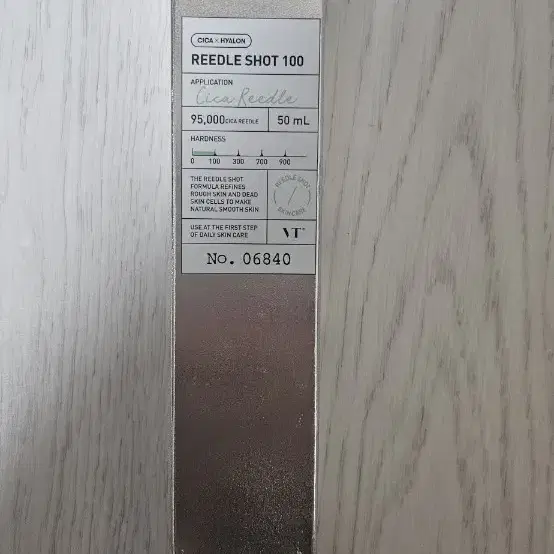 CICA × HYALON
REEDLE SHOT 100
APPLICATION
Cica Reedle
95,000CICA REEDLE
50 mL
HARDNESS
0 100 300 700 900
THE REEDLE SHOT
FORMULA REFINES
ROUGH SKIN AND DEAD
SKIN CELLS TO MAKE
NATURAL SMOOTH SKIN
REEDLE SHOT
SKINCARE
USE AT THE FIRST STEP
OF DAILY SKIN CARE
VT
No. 06840